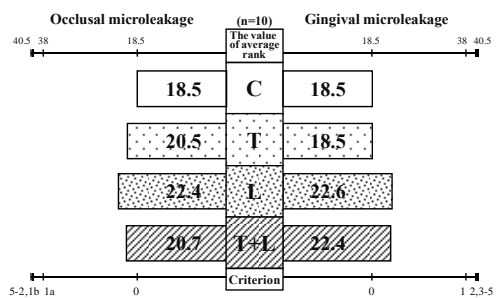 Occlusal microleakage (n=10) Gingival microleakage
The value
of average
rank
40.5 38 18.5 18.5 38 40.5
18.5 C 18.5
20.5 T 18.5
22.4 L 22.6
20.7 T+L 22.4
Criterion
5-2,1b 1a 0 0 1 2,3-5